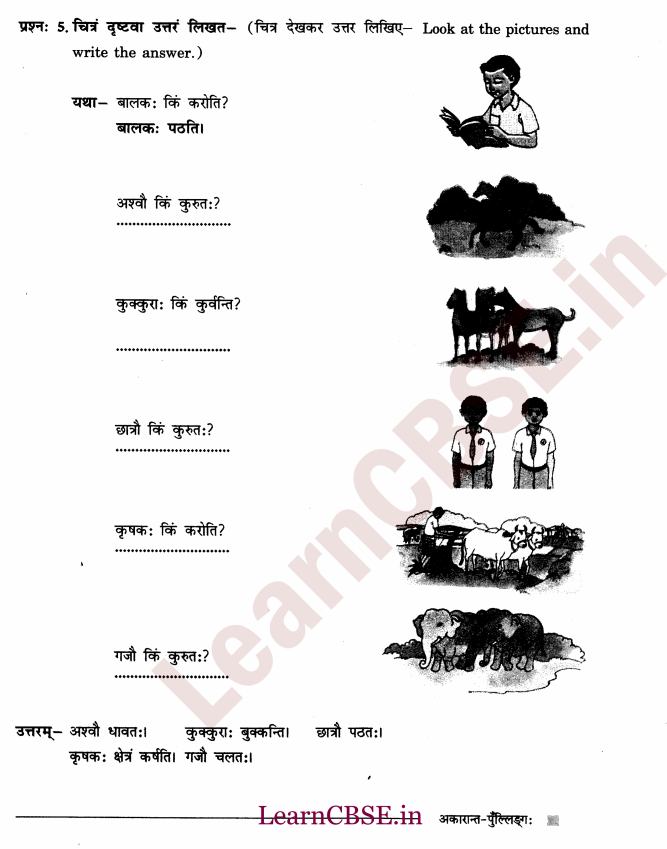 प्रश्न: 5. चित्रं दृष्टवा उत्तरं लिखत– (चित्र देखकर उत्तर लिखिए– Look at the pictures and
write the answer.)
यथा– बालक: किं करोति?
बालक: पठति।
अश्वौ किं कुरुत:?
कुक्कुरा: किं कुर्वन्ति?
छात्रौ किं कुरुत:?
कृषक: किं करोति?
गजौ किं कुरुत:?
उत्तरम्– अश्वौ धावत:। कुक्कुरा: बुक्कन्ति। छात्रौ पठत:।
कृषक: क्षेत्रं कर्षति। गजौ चलत:।
LearnCBSE.in
LearnCBSE.in अकारान्त-पुँल्लिङ्ग: